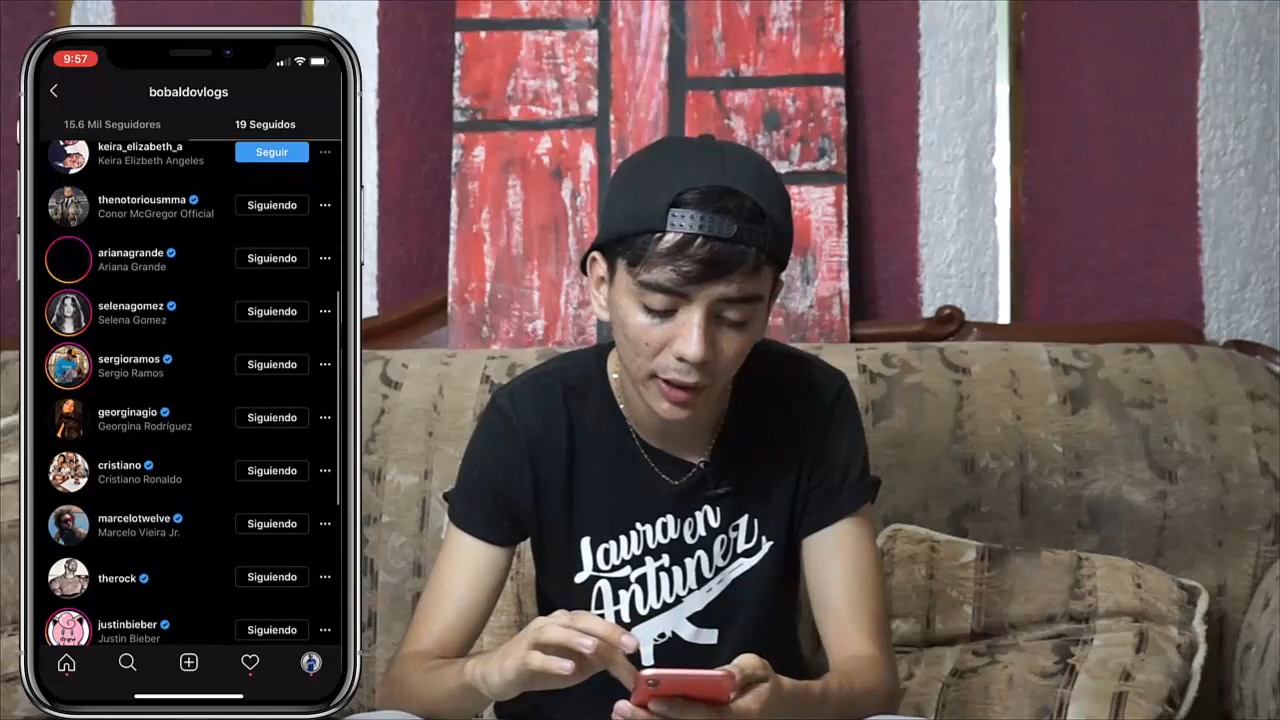 9:57
bobaldovlogs
15.6 Mil Seguidores
19 Seguidos
keira_elizabeth_a
Keira Elizbeth Angeles
Seguir
thenotoriousmma
Conor McGregor Official
Siguiendo
arianagrande
Ariana Grande
Siguiendo
selenagomez
Selena Gomez
Siguiendo
sergioramos
Sergio Ramos
Siguiendo
georginagio
Georgina Rodríguez
Siguiendo
cristiano
Cristiano Ronaldo
Siguiendo
marcelotwelve
Marcelo Vieira Jr.
Siguiendo
therock
Siguiendo
justinbieber
Justin Bieber
Siguiendo
drew
Laura en
Antunez